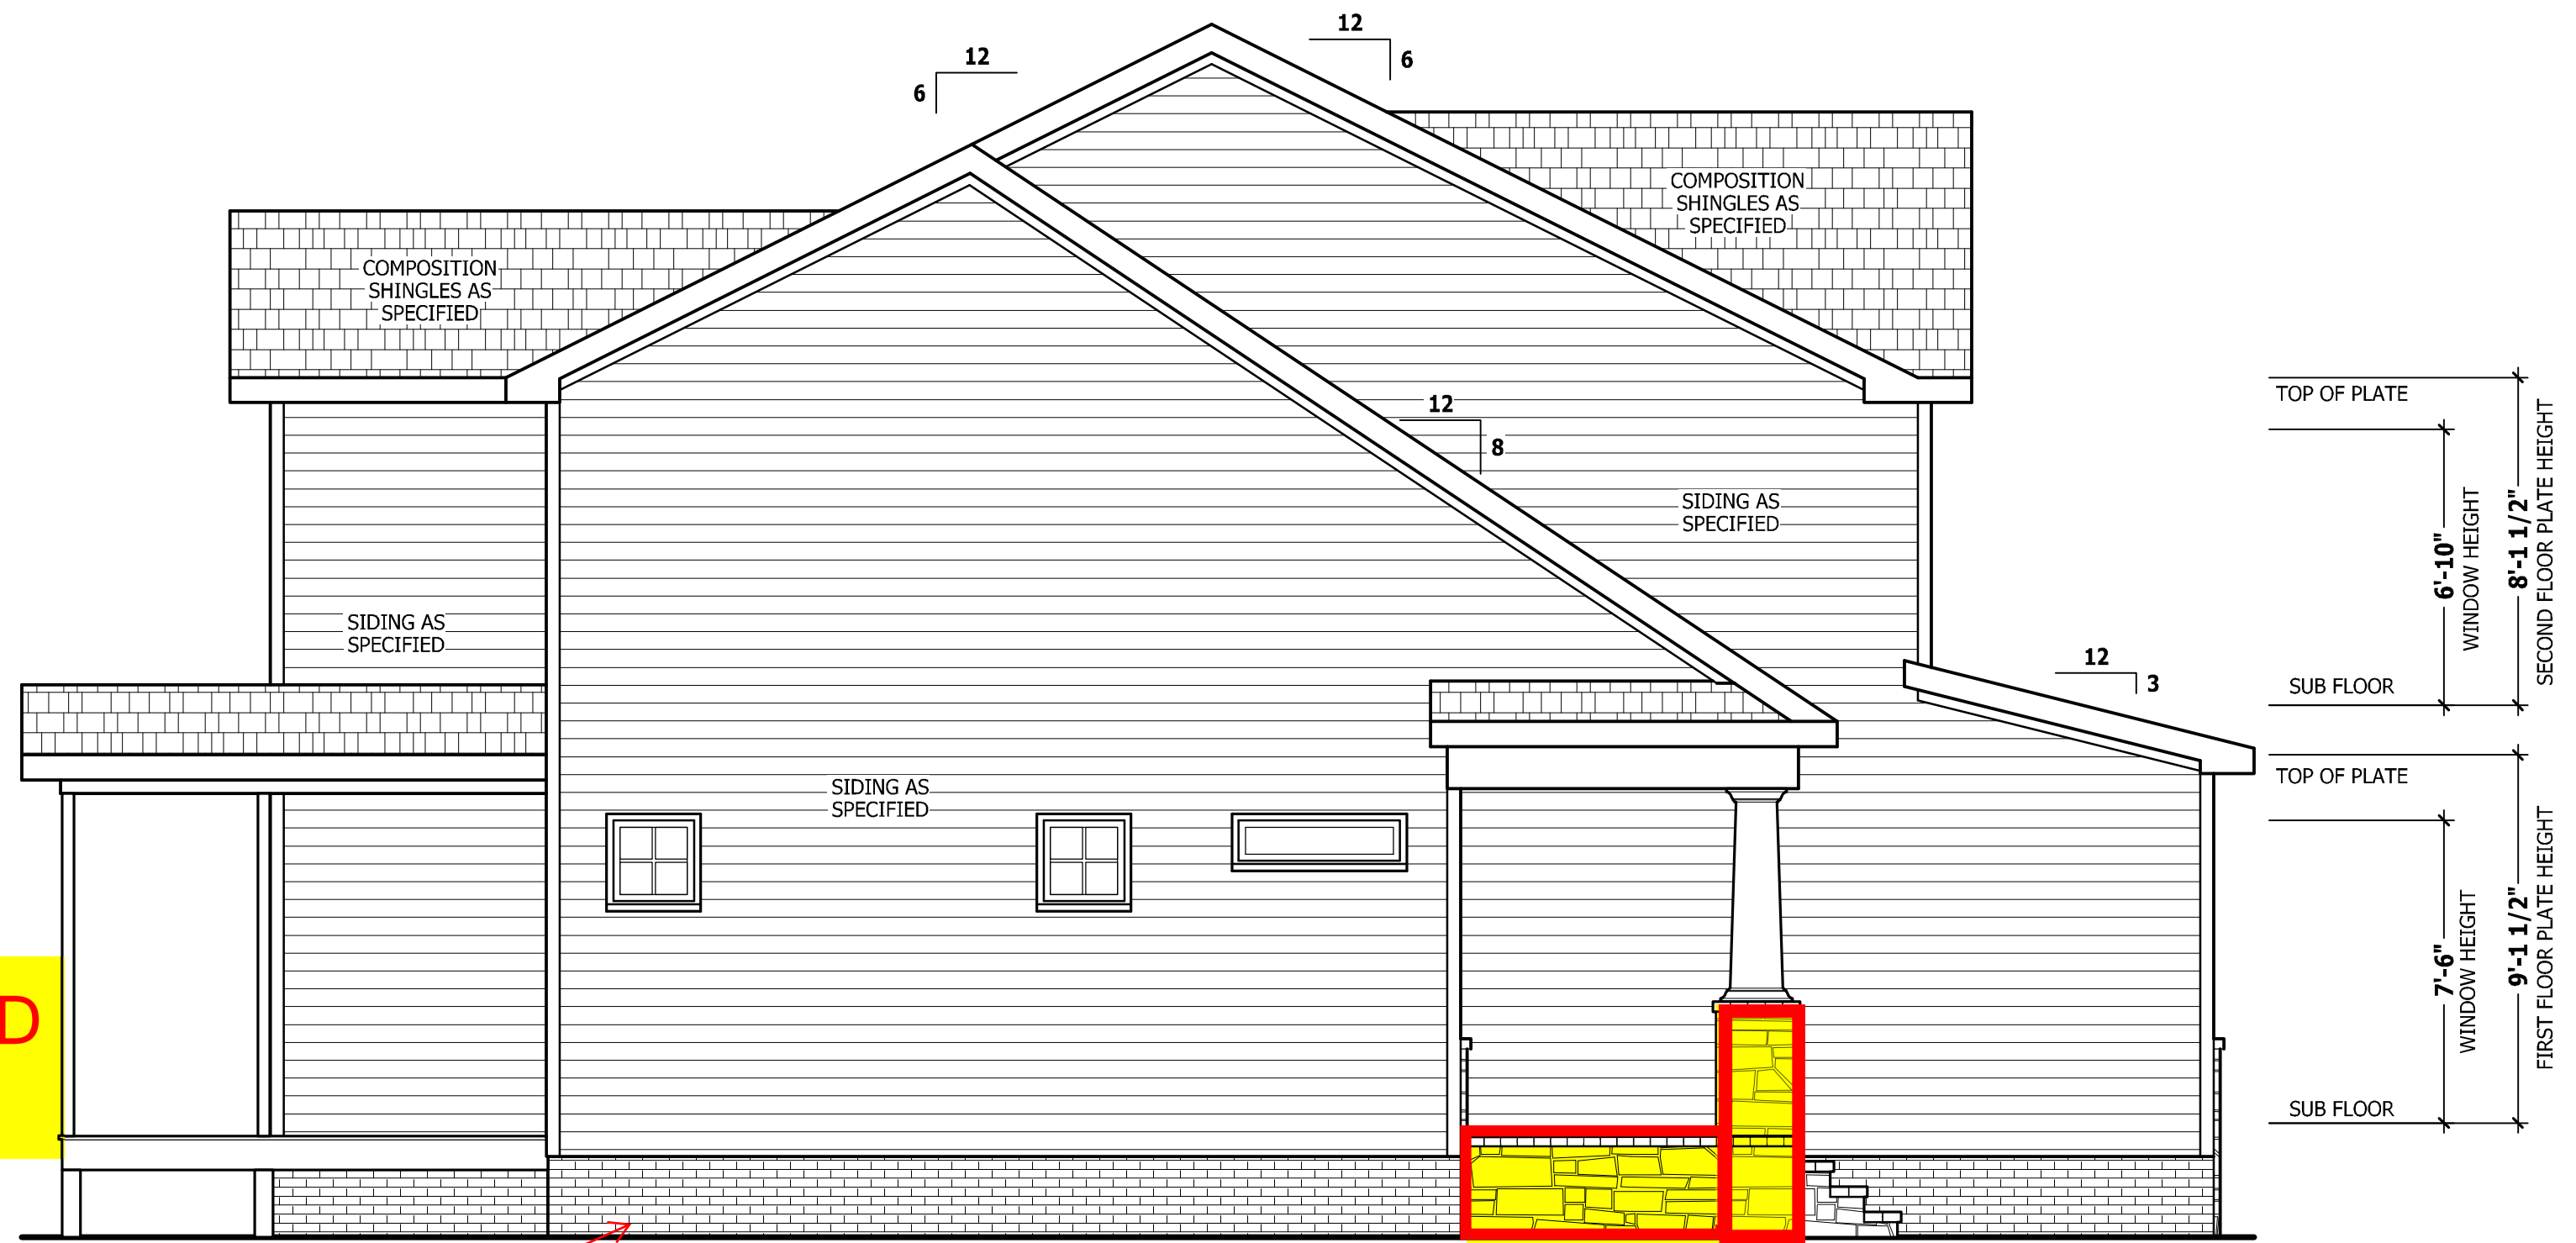 12
6
12
6
COMPOSITION
SHINGLES AS
SPECIFIED
COMPOSITION
SHINGLES AS
SPECIFIED
12
8
SIDING AS
SPECIFIED
SIDING AS
SPECIFIED
SIDING AS
SPECIFIED
12
3
TOP OF PLATE
6'-10"
WINDOW HEIGHT
8'-1 1/2"
SECOND FLOOR PLATE HEIGHT
SUB FLOOR
TOP OF PLATE
7'-6"
WINDOW HEIGHT
9'-1 1/2"
FIRST FLOOR PLATE HEIGHT
SUB FLOOR
D